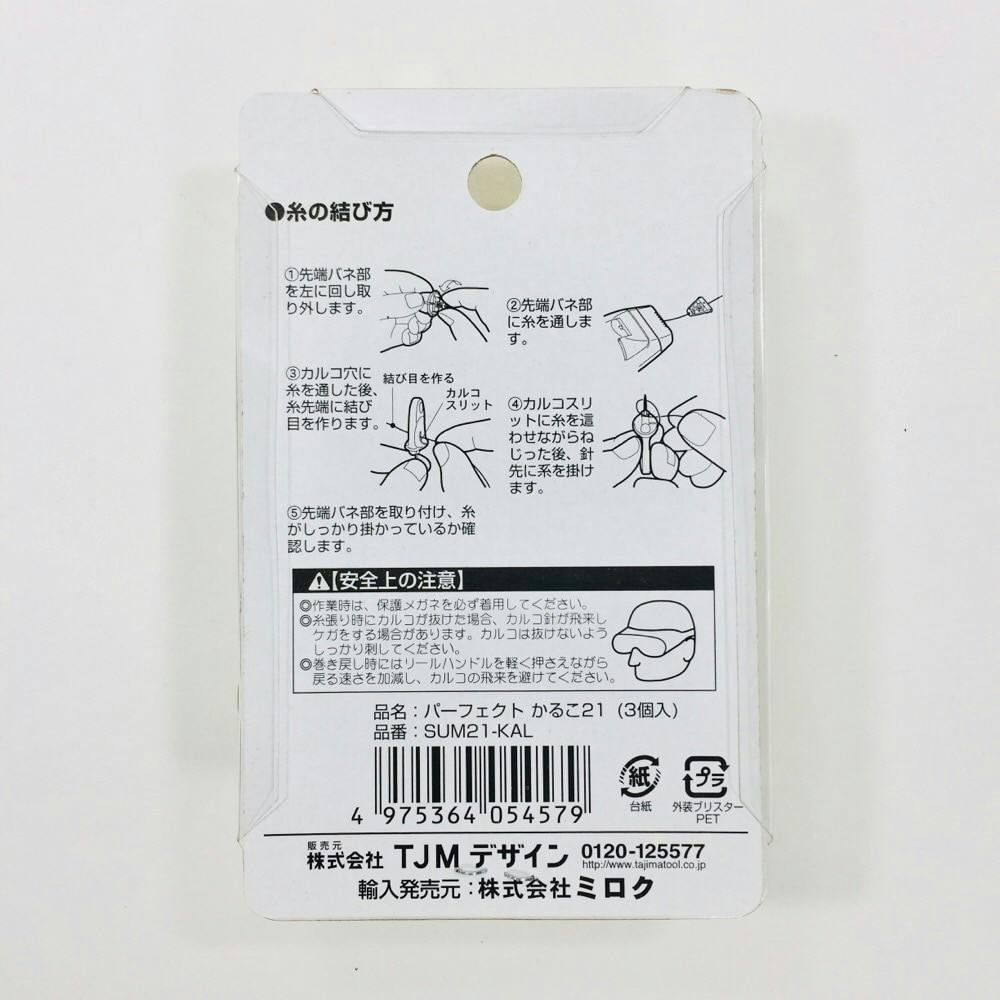 糸の結び方
①先端バネ部
を左に回し取
り外します。
②先端バネ部
に糸を通しま
す。
③カルコ穴に
糸を通した後、
糸先端に結び
目を作ります。
結び目を作る
カルコ
スリット
④カルコスリ
ットに糸を這
わせながらね
じった後、針
先に糸を掛け
ます。
⑤先端バネ部を取り付け、糸
がしっかり掛かっているか確
認します。
【安全上の注意】
◎作業時は、保護メガネを必ず着用してください。
◎糸張り時にカルコが抜けた場合、カルコ針が飛来し
ケガをする場合があります。カルコは抜けないよう
しっかり刺してください。
◎巻き戻し時にはリールハンドルを軽く押さえながら
戻る速さを加減し、カルコの飛来を避けてください。
品名：パーフェクト かるこ21（3個入）
品番：SUM21-KAL
4 975364 054579
紙
台紙
プラ
外装ブリスター
PET
販売元
株式会社 TJMデザイン 0120-125577
http://www.tajimatool.co.jp
輸入発売元：株式会社ミロク